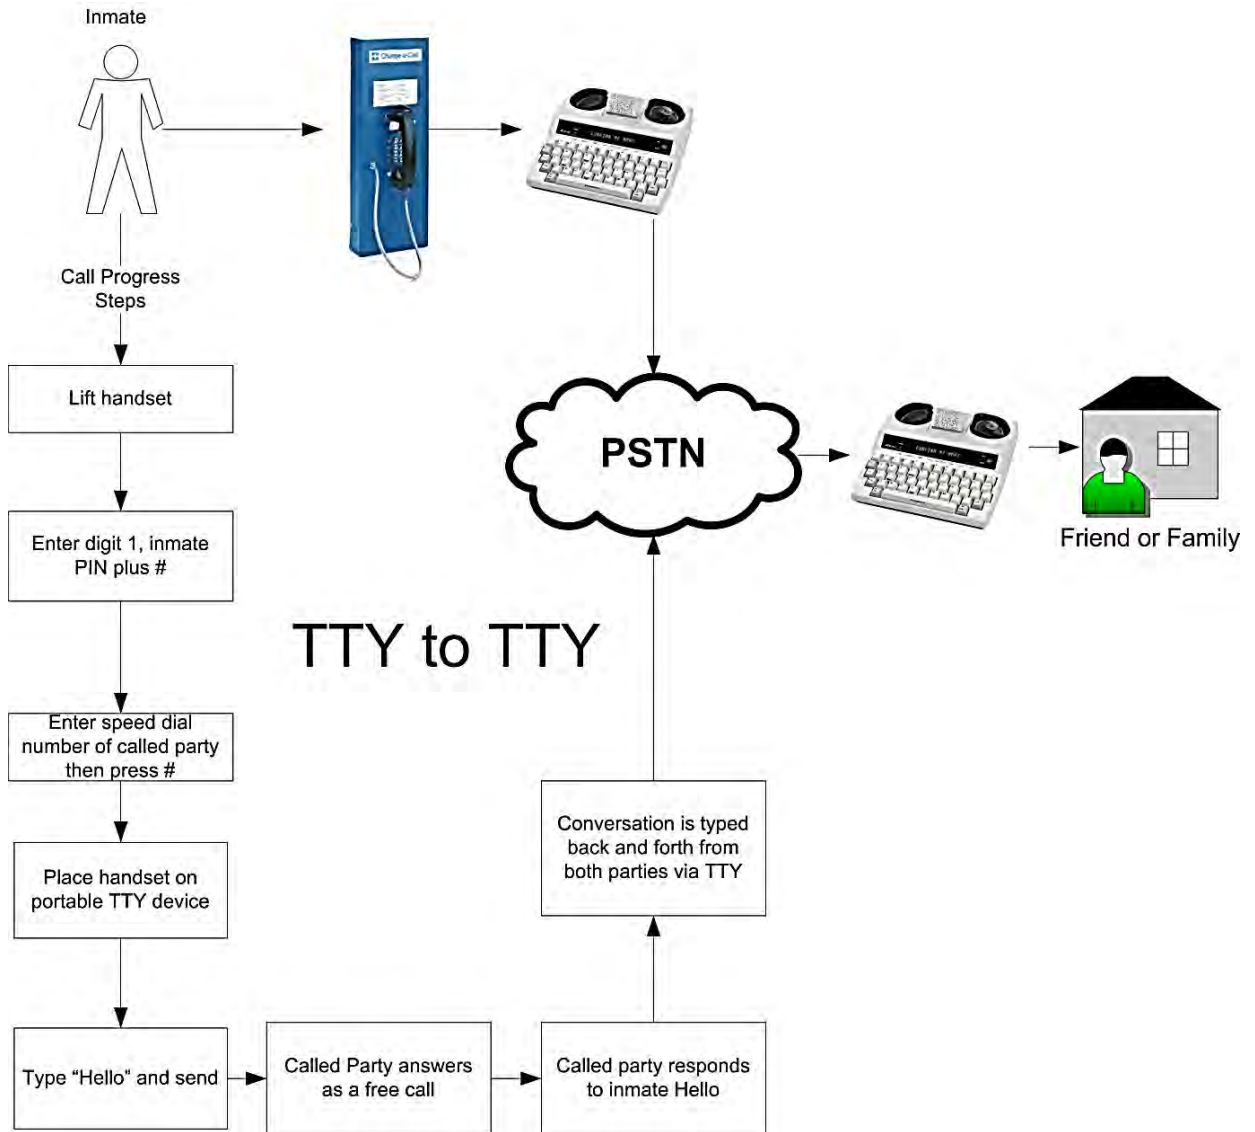 Inmate
Charge-a-Call
Call Progress
Steps
Lift handset
PSTN
Friend or Family
Enter digit 1, inmate
PIN plus #
TTY to TTY
Enter speed dial
number of called party
then press #
Conversation is typed
back and forth from
both parties via TTY
Place handset on
portable TTY device
Type “Hello” and send
Called Party answers
as a free call
Called party responds
to inmate Hello